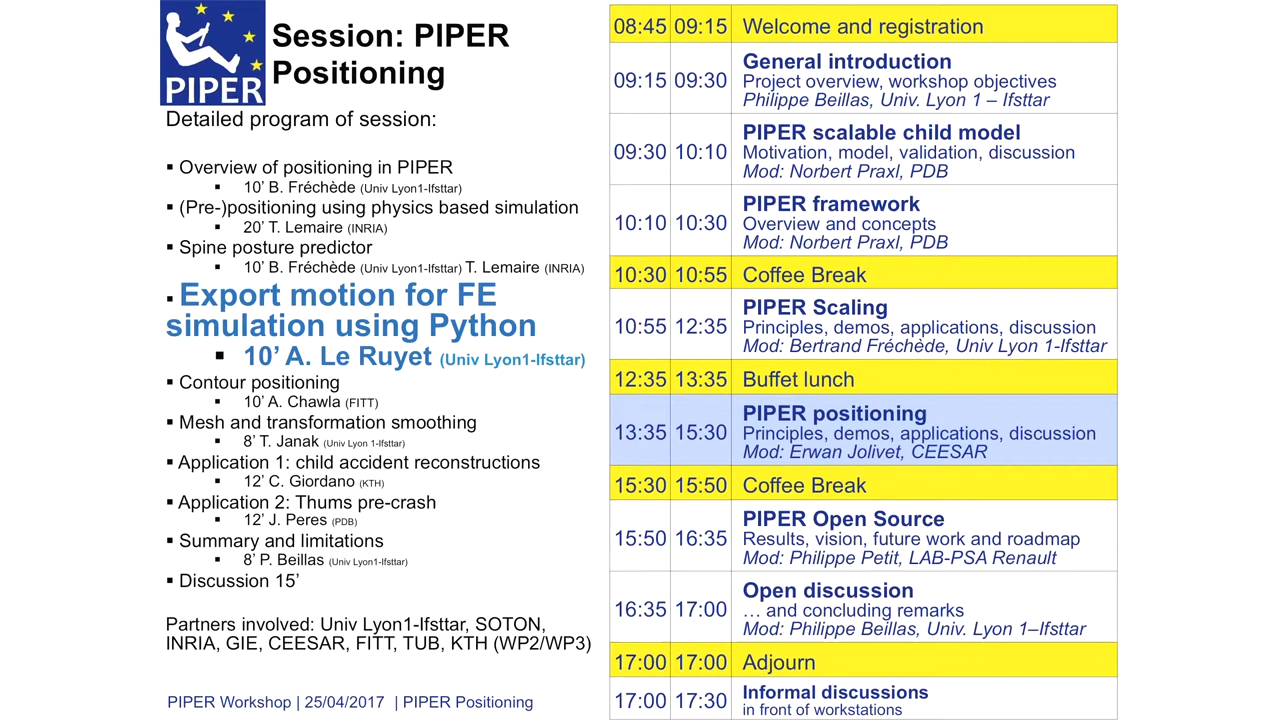 PIPER
Session: PIPER
Positioning
Detailed program of session:
▪ Overview of positioning in PIPER
▪ 10’ B. Fréchède (Univ Lyon1-Ifsttar)
▪ (Pre-)positioning using physics based simulation
▪ 20’ T. Lemaire (INRIA)
▪ Spine posture predictor
▪ 10’ B. Fréchède (Univ Lyon1-Ifsttar) T. Lemaire (INRIA)
▪ Export motion for FE
simulation using Python
▪ 10’ A. Le Ruyet (Univ Lyon1-Ifsttar)
▪ Contour positioning
▪ 10’ A. Chawla (FITT)
▪ Mesh and transformation smoothing
▪ 8’ T. Janak (Univ Lyon 1-Ifsttar)
▪ Application 1: child accident reconstructions
▪ 12’ C. Giordano (KTH)
▪ Application 2: Thums pre-crash
▪ 12’ J. Peres (PDB)
▪ Summary and limitations
▪ 8’ P. Beillas (Univ Lyon1-Ifsttar)
▪ Discussion 15’
Partners involved: Univ Lyon1-Ifsttar, SOTON,
INRIA, GIE, CEESAR, FITT, TUB, KTH (WP2/WP3)
PIPER Workshop | 25/04/2017 | PIPER Positioning
08:45 09:15 Welcome and registration
General introduction
09:15 09:30 Project overview, workshop objectives
Philippe Beillas, Univ. Lyon 1 – Ifsttar
PIPER scalable child model
09:30 10:10 Motivation, model, validation, discussion
Mod: Norbert Praxl, PDB
PIPER framework
10:10 10:30 Overview and concepts
Mod: Norbert Praxl, PDB
10:30 10:55 Coffee Break
PIPER Scaling
10:55 12:35 Principles, demos, applications, discussion
Mod: Bertrand Fréchède, Univ Lyon 1-Ifsttar
12:35 13:35 Buffet lunch
PIPER positioning
13:35 15:30 Principles, demos, applications, discussion
Mod: Erwan Jolivet, CEESAR
15:30 15:50 Coffee Break
PIPER Open Source
15:50 16:35 Results, vision, future work and roadmap
Mod: Philippe Petit, LAB-PSA Renault
Open discussion
16:35 17:00 … and concluding remarks
Mod: Philippe Beillas, Univ. Lyon 1–Ifsttar
17:00 17:00 Adjourn
17:00 17:30 Informal discussions
in front of workstations